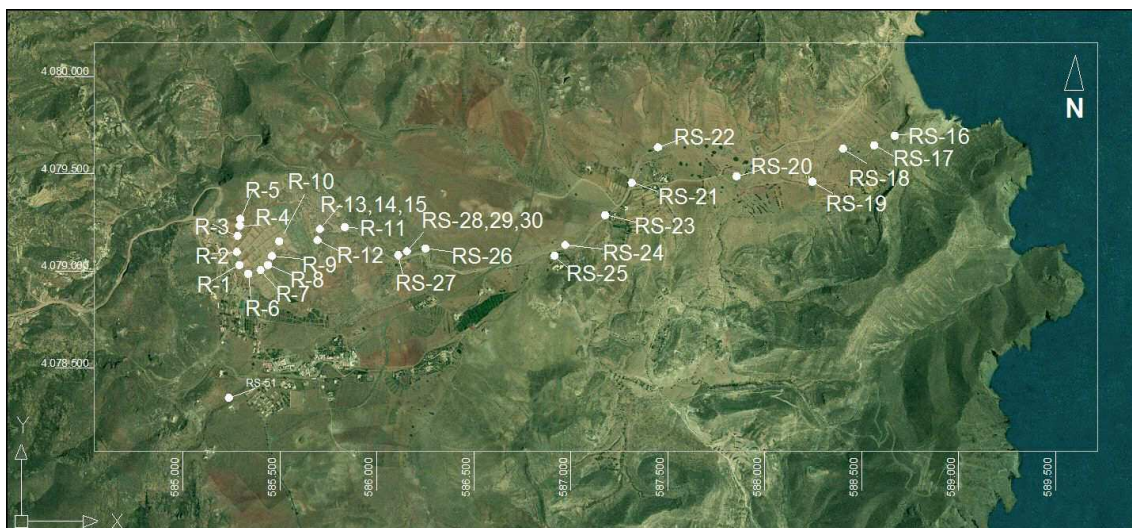 4.080.000
N
RS-16
RS-22
RS-17
4.079.500
RS-20
RS-18
RS-21
RS-19
R-10
R-5
R-13,14,15
RS-23
R-4
RS-28,29,30
R-3
R-11
R-12
RS-26
RS-24
R-2
R-9
RS-25
4.079.000
R-1
R-8
RS-27
R-7
R-6
4.078.500
RS-51
Y
X
585.000
585.500
586.000
586.500
587.000
587.500
588.000
588.500
589.000
589.500